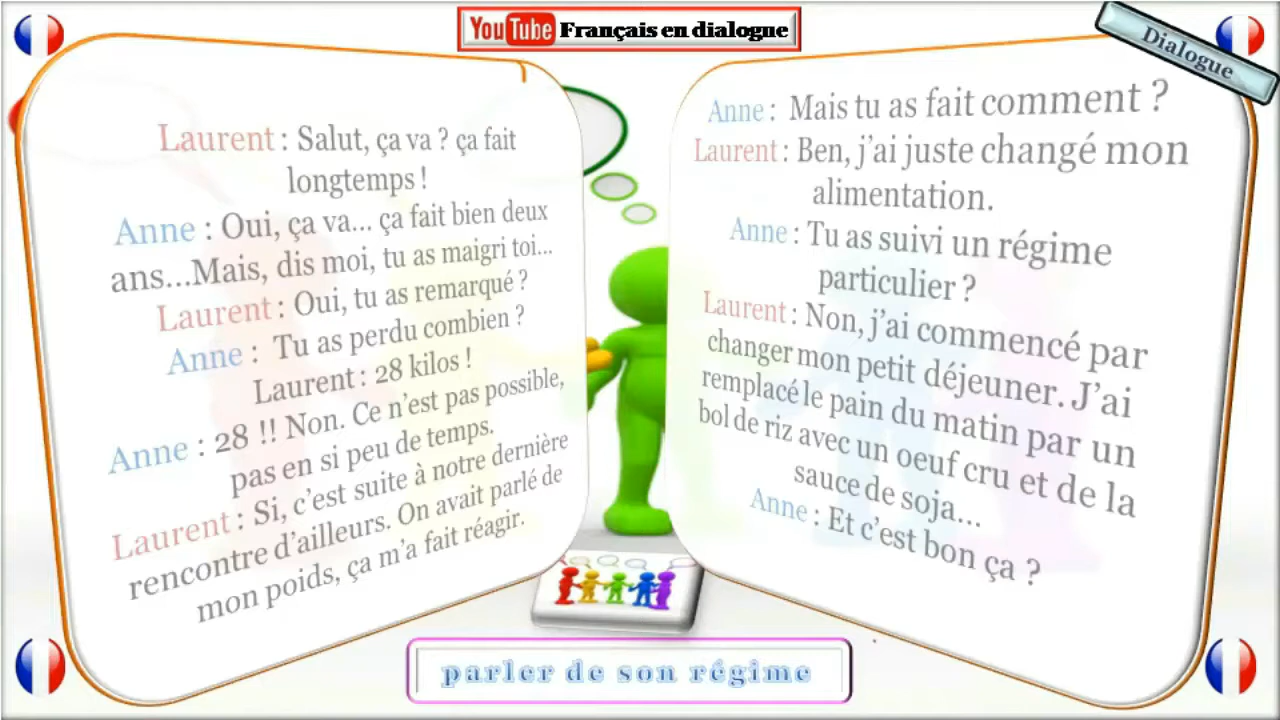 YouTube Français en dialogue
Dialogue
Laurent : Salut, ça va ? ça fait
longtemps !
Anne : Oui, ça va... ça fait bien deux
ans...Mais, dis moi, tu as maigri toi...
Laurent : Oui, tu as remarqué ?
Anne : Tu as perdu combien ?
Laurent : 28 kilos !
Anne : 28 !! Non. Ce n'est pas possible,
pas en si peu de temps.
Laurent : Si, c'est suite à notre dernière
rencontre d'ailleurs. On avait parlé de
mon poids, ça m'a fait réagir.
Anne : Mais tu as fait comment ?
Laurent : Ben, j'ai juste changé mon
alimentation.
Anne : Tu as suivi un régime
particulier ?
Laurent : Non, j'ai commencé par
changer mon petit déjeuner. J'ai
remplacé le pain du matin par un
bol de riz avec un oeuf cru et de la
sauce de soja...
Anne : Et c'est bon ça ?
parler de son régime